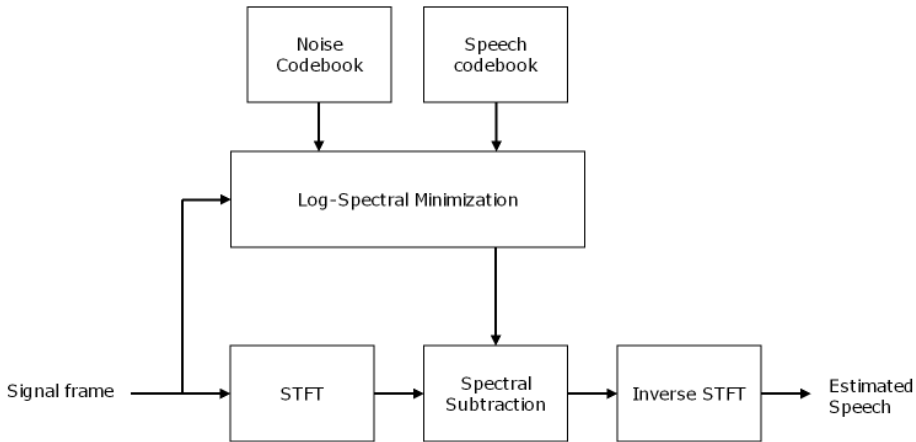 Noise
Codebook
Speech
codebook
Log-Spectral Minimization
Signal frame
STFT
Spectral
Subtraction
Inverse STFT
Estimated
Speech